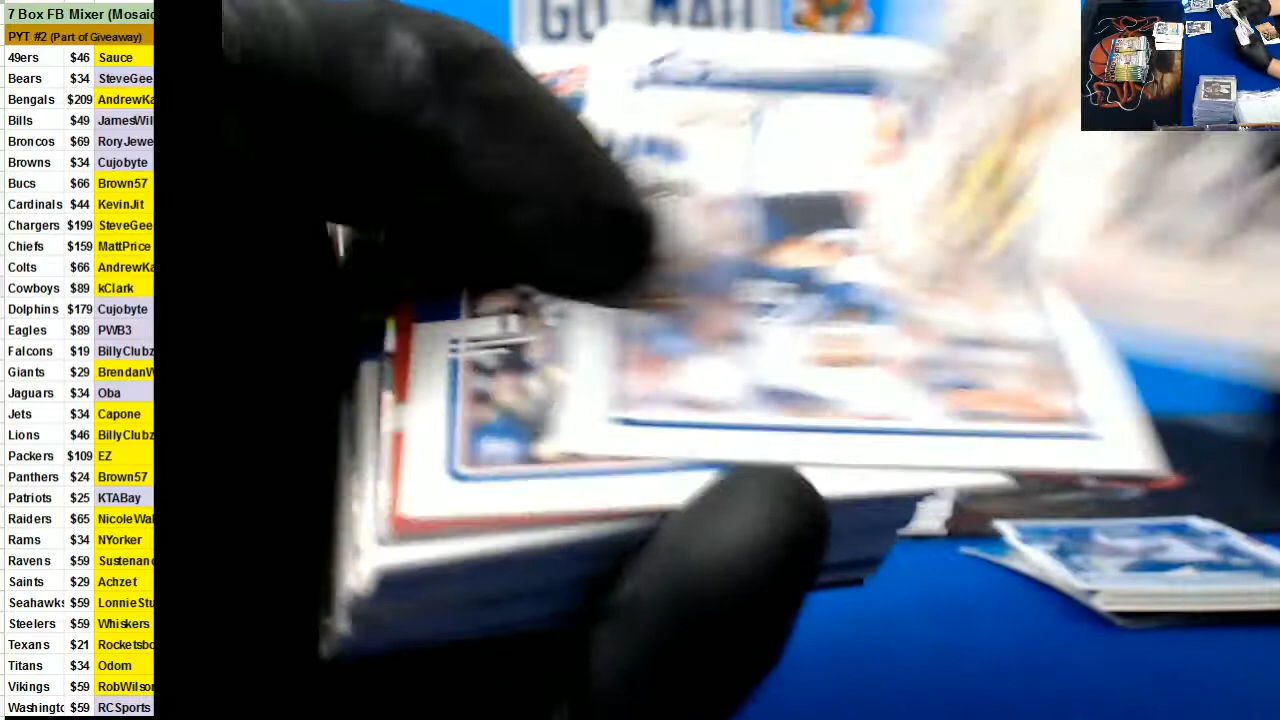 7 Box FB Mixer (Mosaic
PYT #2 (Part of Giveaway)
49ers $46 Sauce
Bears $34 SteveGee
Bengals $209 AndrewKa
Bills $49 JamesWil
Broncos $69 RoryJewe
Browns $34 Cujobyte
Bucs $66 Brown57
Cardinals $44 KevinJit
Chargers $199 SteveGee
Chiefs $159 MattPrice
Colts $66 AndrewKa
Cowboys $89 kClark
Dolphins $179 Cujobyte
Eagles $89 PWB3
Falcons $19 BillyClubz
Giants $29 BrendanW
Jaguars $34 Oba
Jets $34 Capone
Lions $46 BillyClubz
Packers $109 EZ
Panthers $24 Brown57
Patriots $25 KTABay
Raiders $65 NicoleWal
Rams $34 NYorker
Ravens $59 Sustenanc
Saints $29 Achzet
Seahawks $59 LonnieStu
Steelers $59 Whiskers
Texans $21 Rocketsbo
Titans $34 Odom
Vikings $59 RobWilson
Washingto $59 RCSports
GO